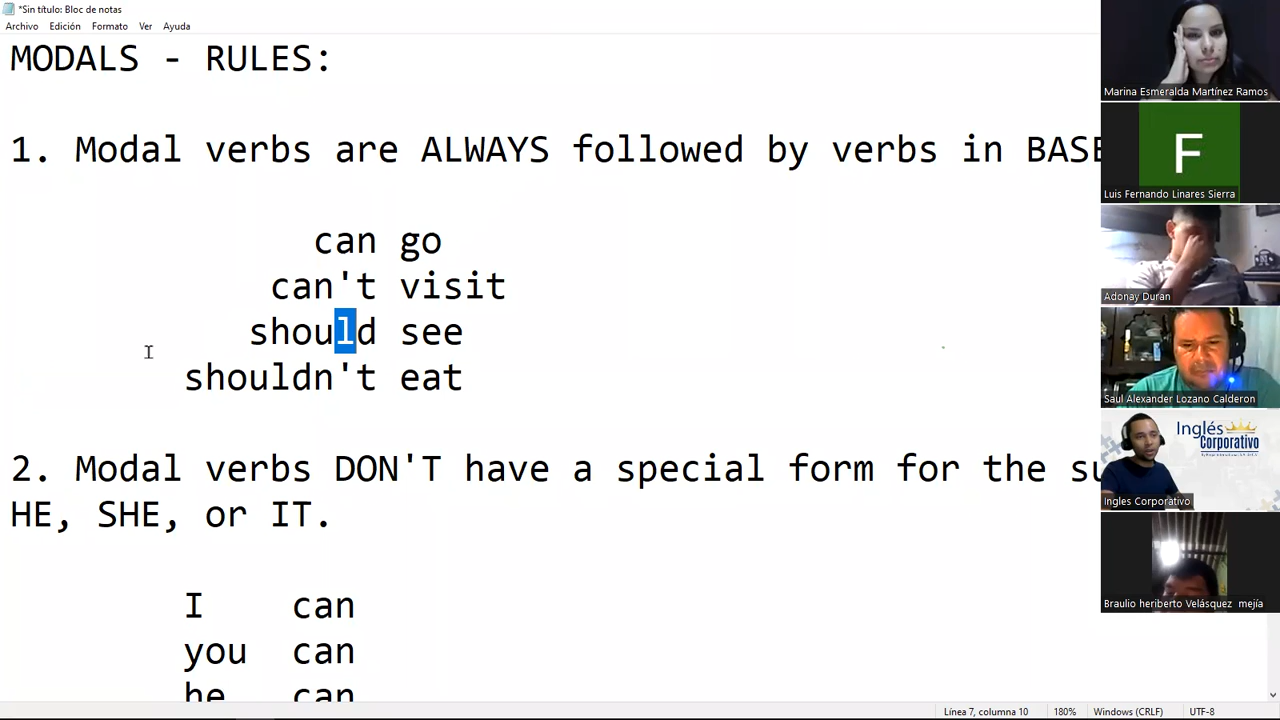 *Sin título: Bloc de notas
Archivo Edición Formato Ver Ayuda
MODALS - RULES:
1. Modal verbs are ALWAYS followed by verbs in BASE
can go
can't visit
should see
shouldn't eat
2. Modal verbs DON'T have a special form for the su
HE, SHE, or IT.
I can
you can
he can
Línea 7, columna 10 180% Windows (CRLF) UTF-8
Marina Esmeralda Martínez Ramos
F
Luis Fernando Linares Sierra
Adonay Duran
Saul Alexander Lozano Calderon
Inglés
Corporativo
Ingles Corporativo
Braulio heriberto Velásquez mejía